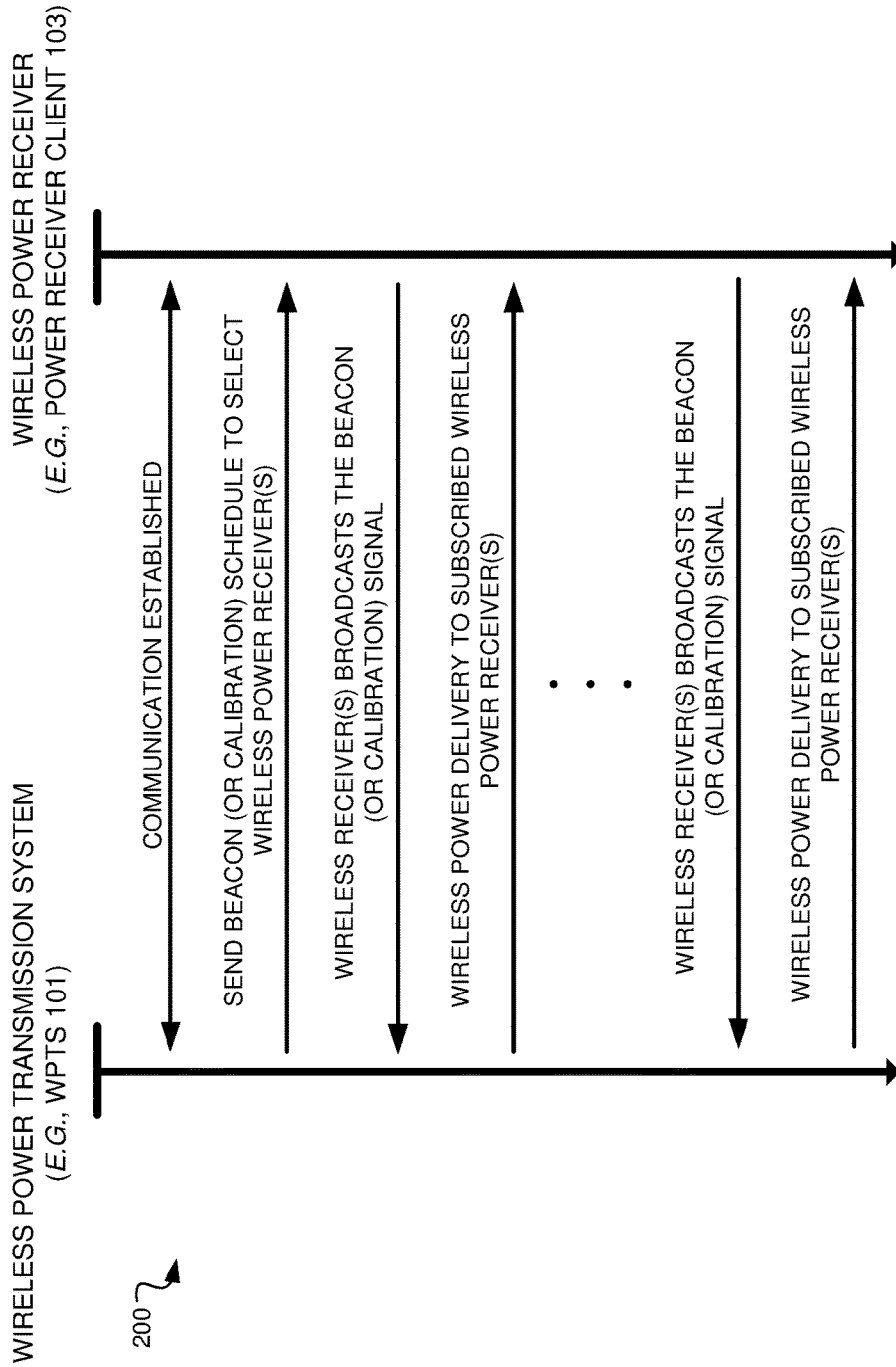 WIRELESS POWER TRANSMISSION SYSTEM
(E.G., WPTS 101)
WIRELESS POWER RECEIVER
(E.G., POWER RECEIVER CLIENT 103)
200
COMMUNICATION ESTABLISHED
SEND BEACON (OR CALIBRATION) SCHEDULE TO SELECT
WIRELESS POWER RECEIVER(S)
WIRELESS RECEIVER(S) BROADCASTS THE BEACON
(OR CALIBRATION) SIGNAL
WIRELESS POWER DELIVERY TO SUBSCRIBED WIRELESS
POWER RECEIVER(S)
WIRELESS RECEIVER(S) BROADCASTS THE BEACON
(OR CALIBRATION) SIGNAL
WIRELESS POWER DELIVERY TO SUBSCRIBED WIRELESS
POWER RECEIVER(S)